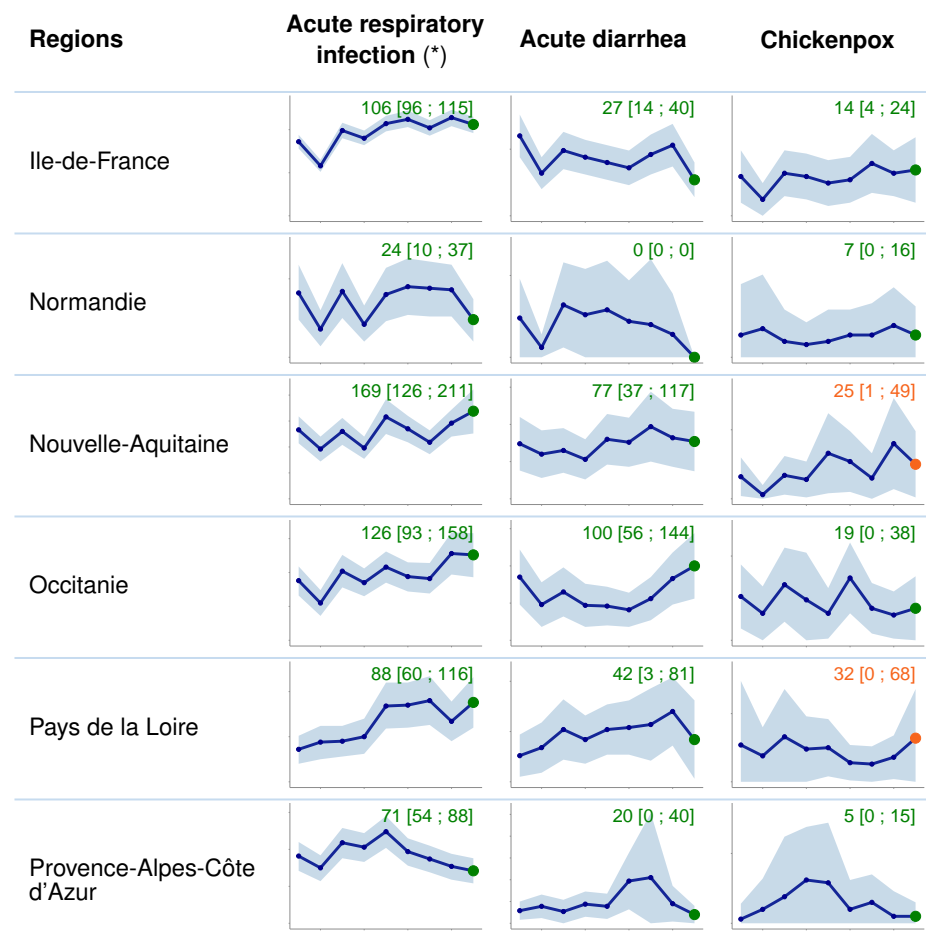 Regions
Acute respiratory
infection (*)
Acute diarrhea
Chickenpox
Ile-de-France
106 [96 ; 115]
27 [14 ; 40]
14 [4 ; 24]
Normandie
24 [10 ; 37]
0 [0 ; 0]
7 [0 ; 16]
Nouvelle-Aquitaine
169 [126 ; 211]
77 [37 ; 117]
25 [1 ; 49]
Occitanie
126 [93 ; 158]
100 [56 ; 144]
19 [0 ; 38]
Pays de la Loire
88 [60 ; 116]
42 [3 ; 81]
32 [0 ; 68]
Provence-Alpes-Côte
d'Azur
71 [54 ; 88]
20 [0 ; 40]
5 [0 ; 15]